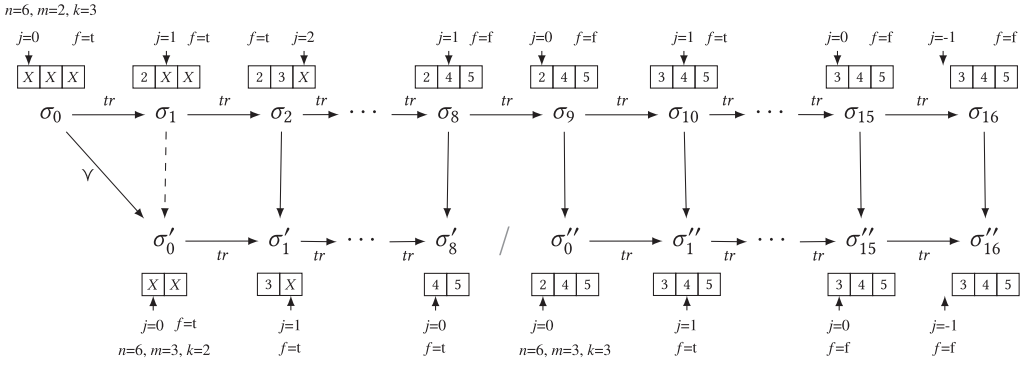 n=6, m=2, k=3
j=0 f=t j=1 f=t f=t j=2 j=1 f=f j=0 f=f j=1 f=t j=0 f=f j=-1 f=f
X X X 2 X X 2 3 X 2 4 5 2 4 5 3 4 5 3 4 5 3 4 5
tr tr tr tr tr tr tr tr tr
σ0 σ1 σ2 ··· σ8 σ9 σ10 ··· σ15 σ16
≺
σ′0 σ′1 ··· σ′8 / σ′′0 σ′′1 ··· σ′′15 σ′′16
tr tr tr tr tr tr tr
X X 3 X 4 5 2 4 5 3 4 5 3 4 5 3 4 5
j=0 f=t j=1 j=0 j=0 j=1 j=0 j=-1
n=6, m=3, k=2 f=t f=t n=6, m=3, k=3 f=t f=f f=f